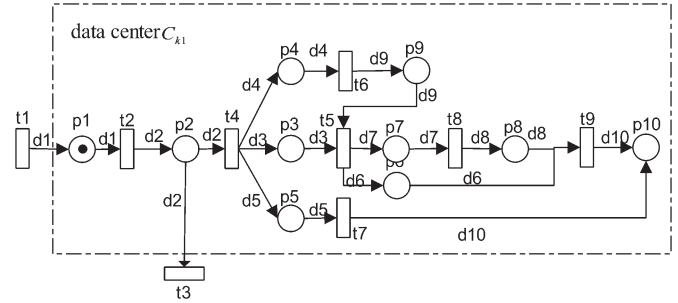 data center C_{k1}
p4
d4
d9
p9
d4
t6
d9
t1
p1
t2
p2
t4
p3
t5
p7
t8
p8
t9
p10
d1
d1
d2
d2
d3
d3
d7
d7
d8
d8
d10
d6
d6
d2
d5
p5
d5
t7
d10
t3